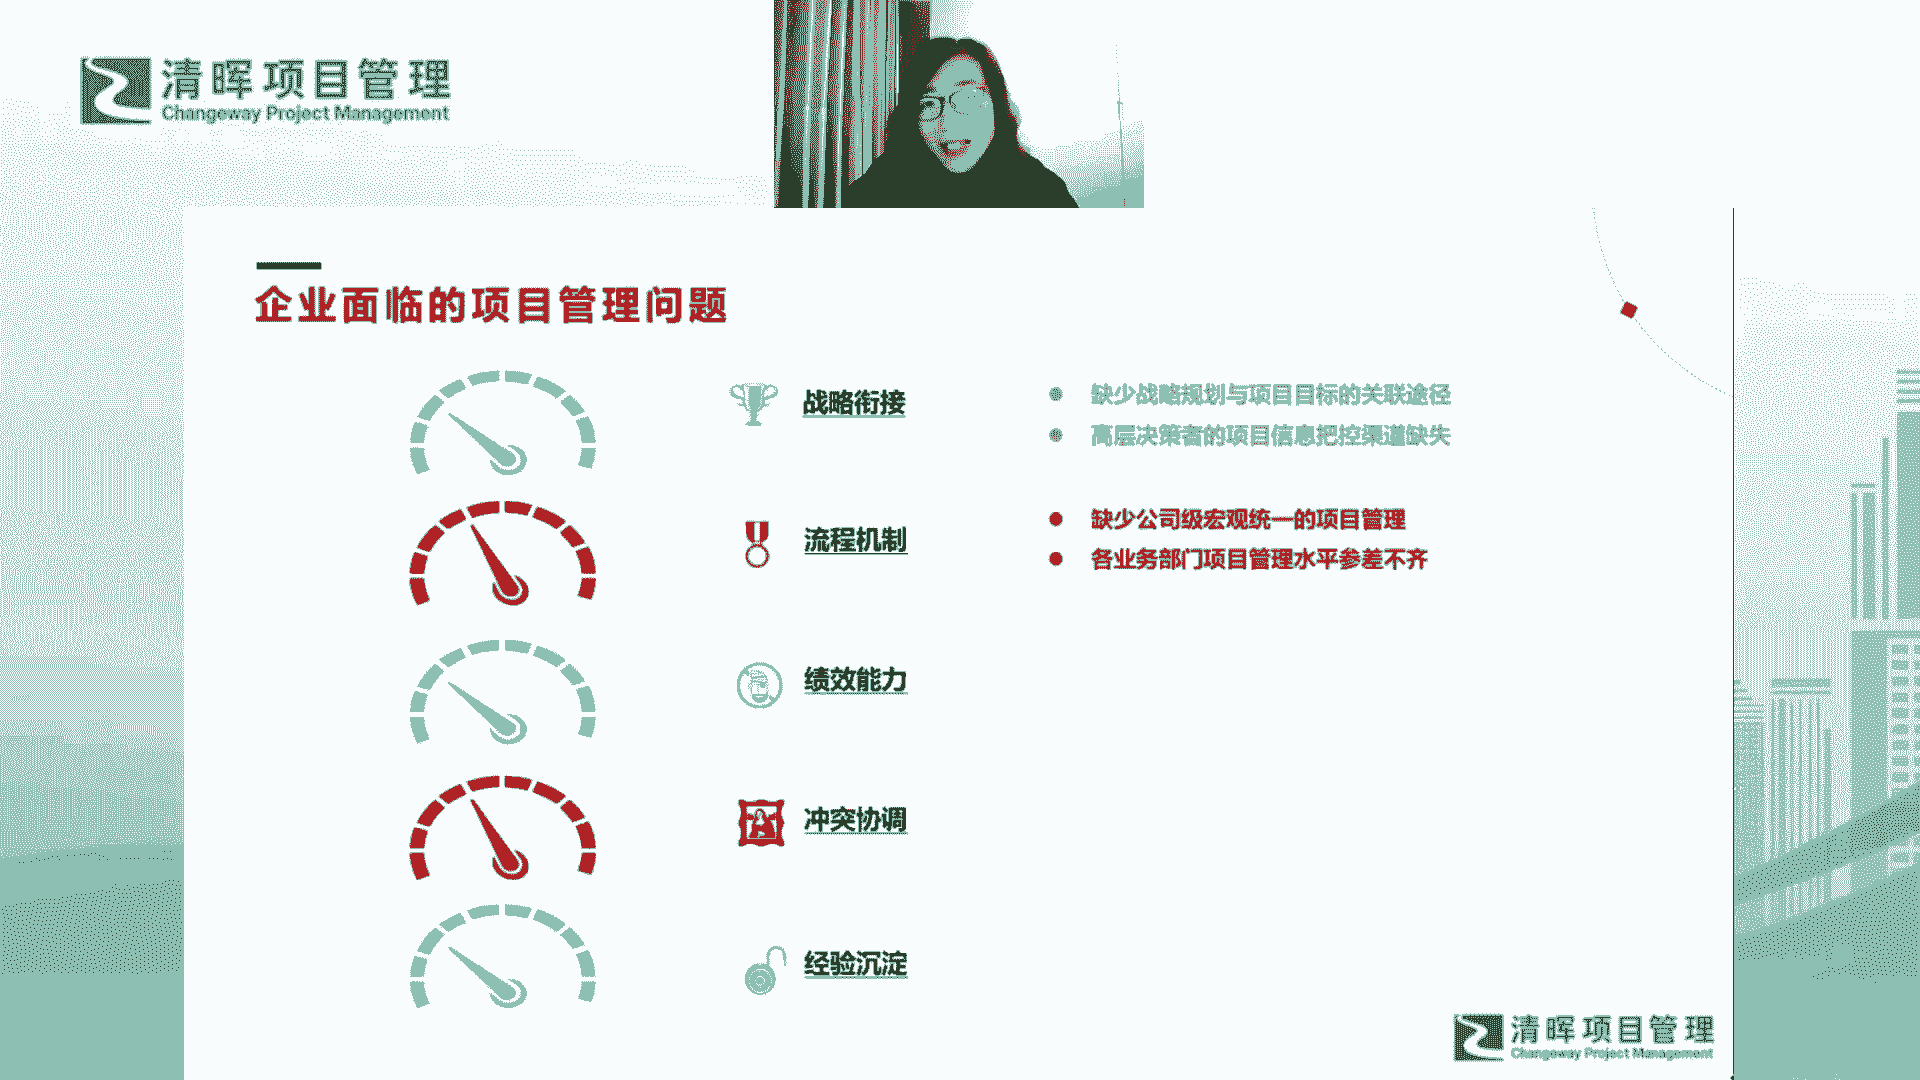 清晖项目管理
Changeway Project Management
企业面临的项目管理问题
战略衔接
缺少战略规划与项目目标的关联途径
高层决策者的项目信息把控渠道缺失
流程机制
缺少公司级宏观统一的项目管理
各业务部门项目管理水平参差不齐
绩效能力
冲突协调
经验沉淀
清晖项目管理
Changeway Project Management